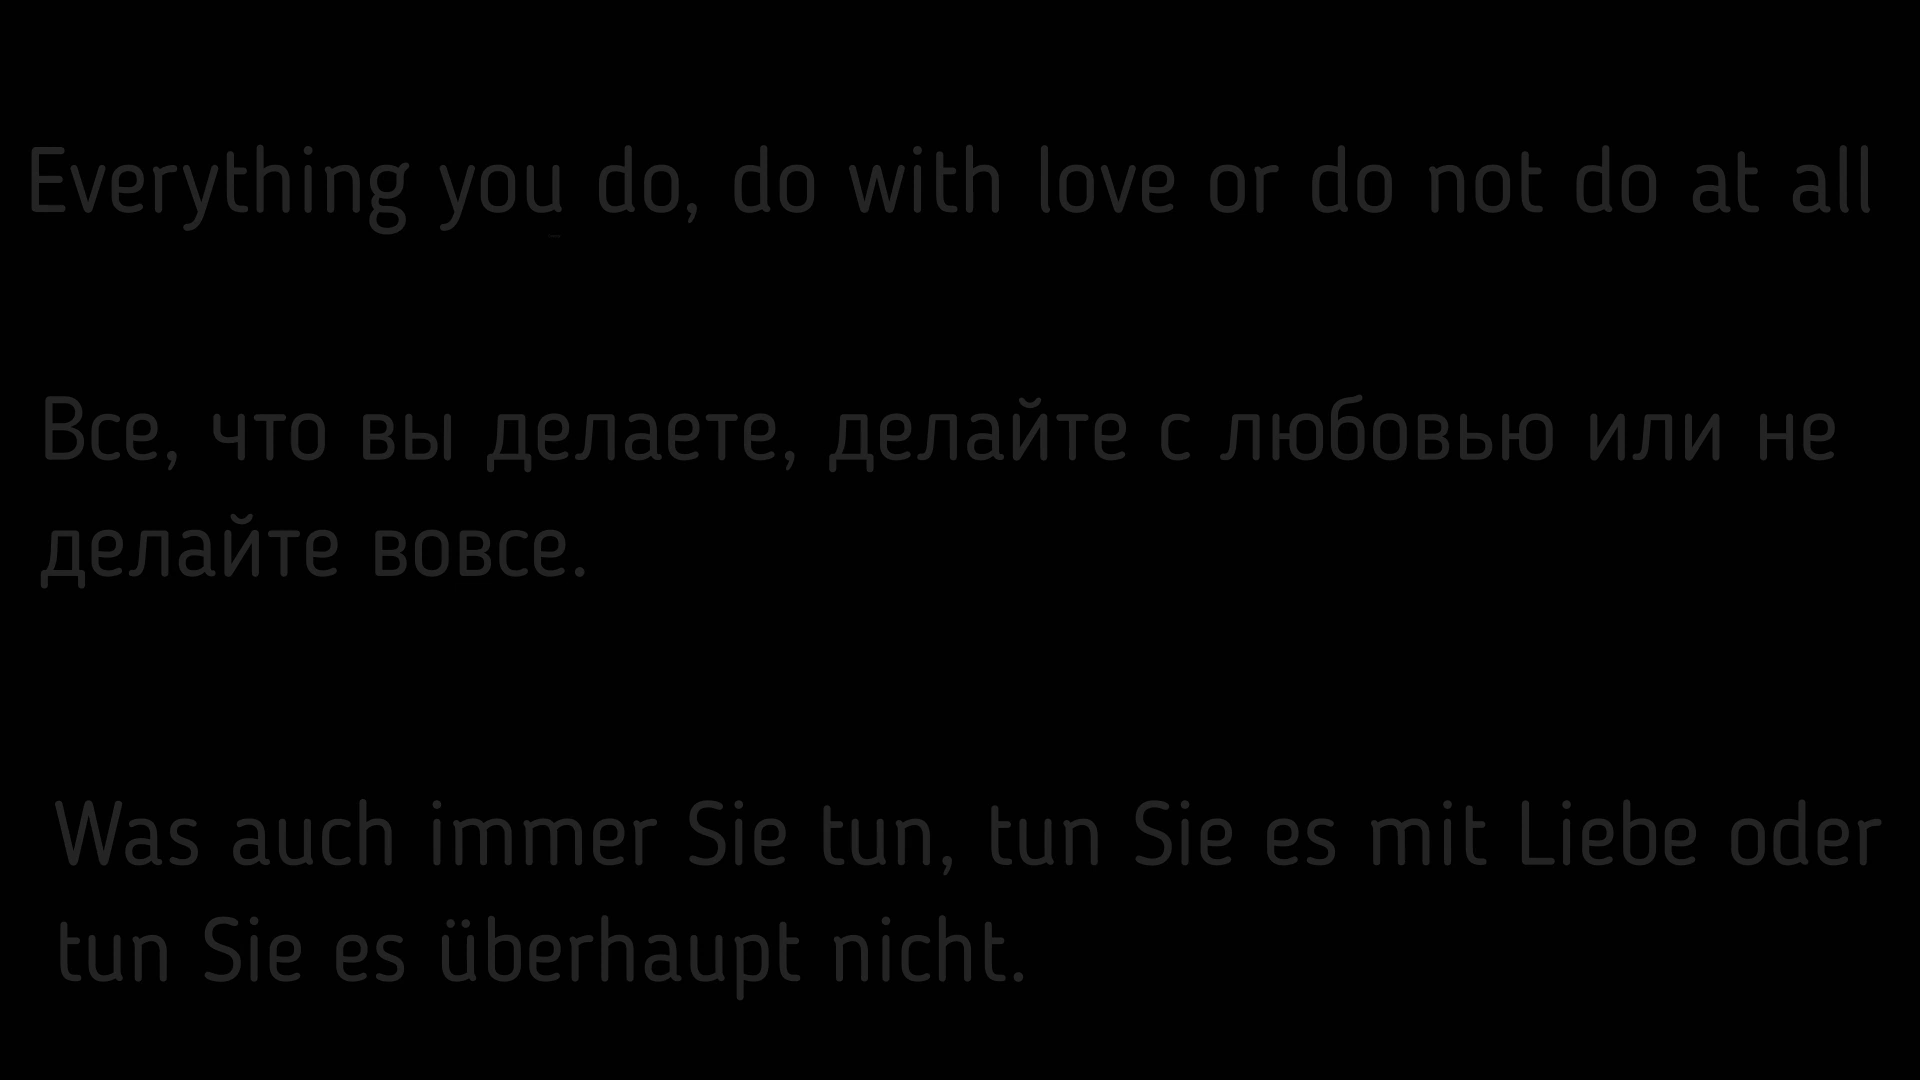 Everything you do, do with love or do not do at all
Все, что вы делаете, делайте с любовью или не
делайте вовсе.
Was auch immer Sie tun, tun Sie es mit Liebe oder
tun Sie es überhaupt nicht.